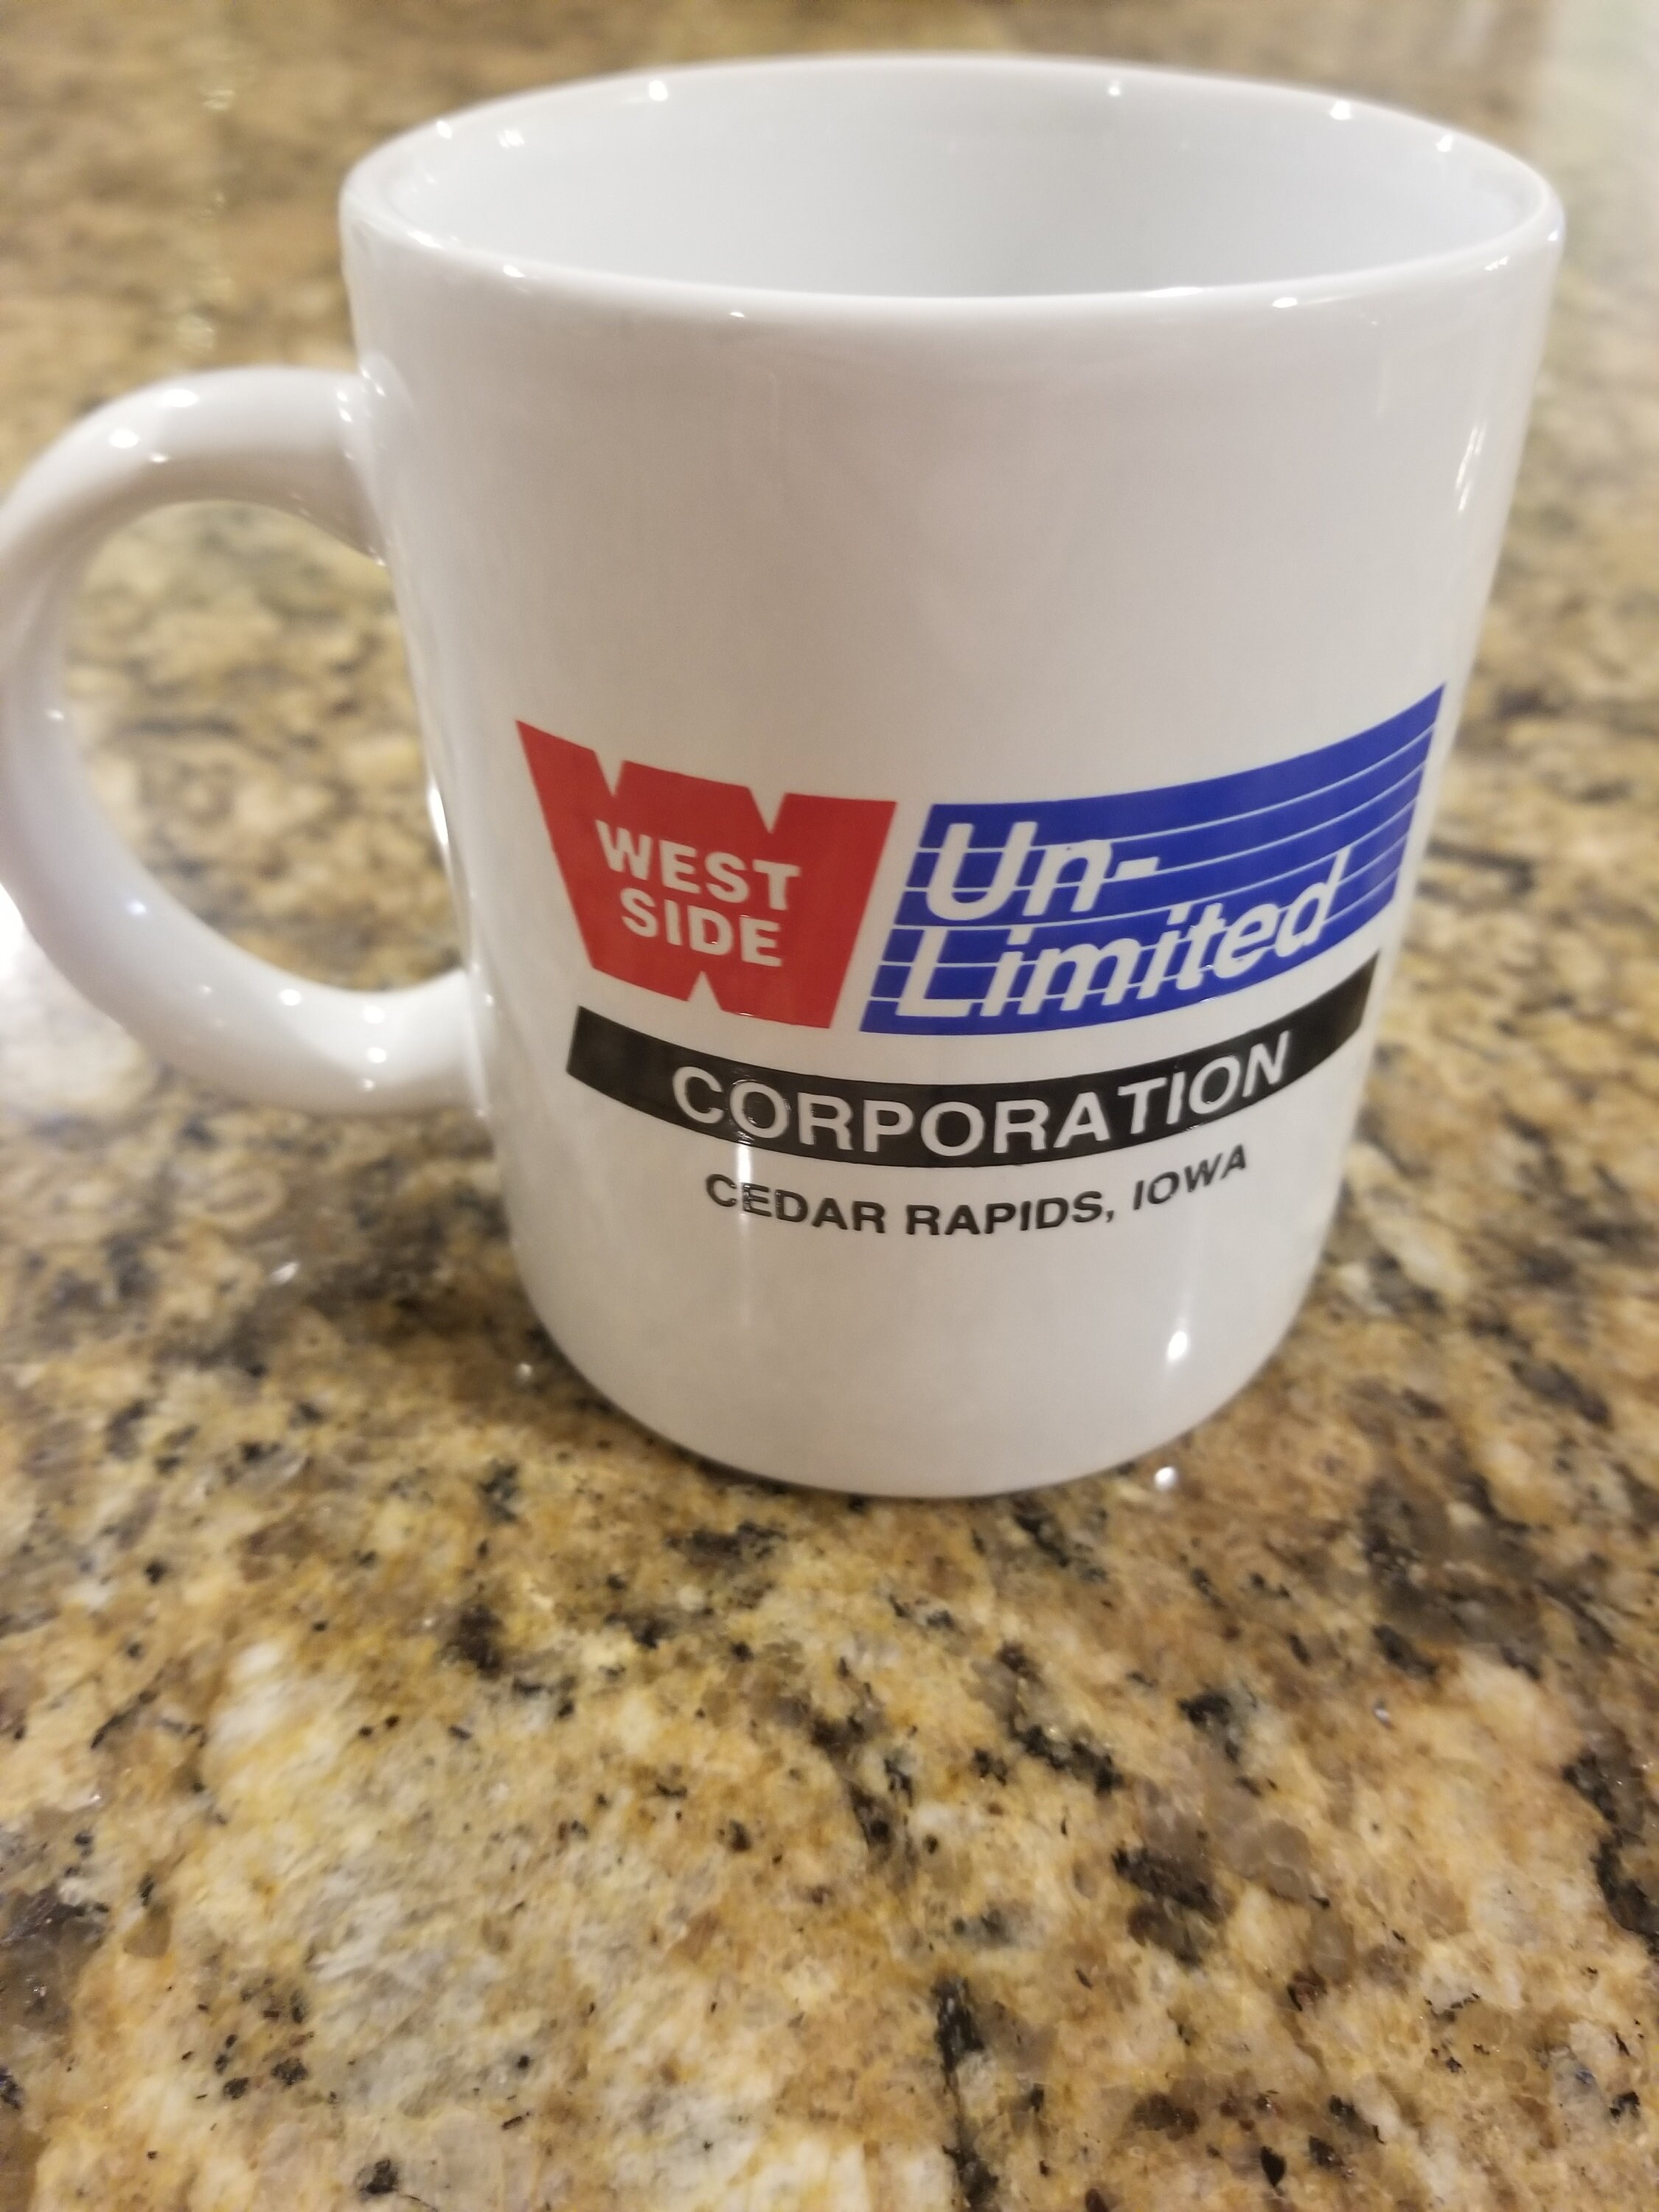 WEST
SIDE
Un-
Limited
CORPORATION
CEDAR RAPIDS, IOWA